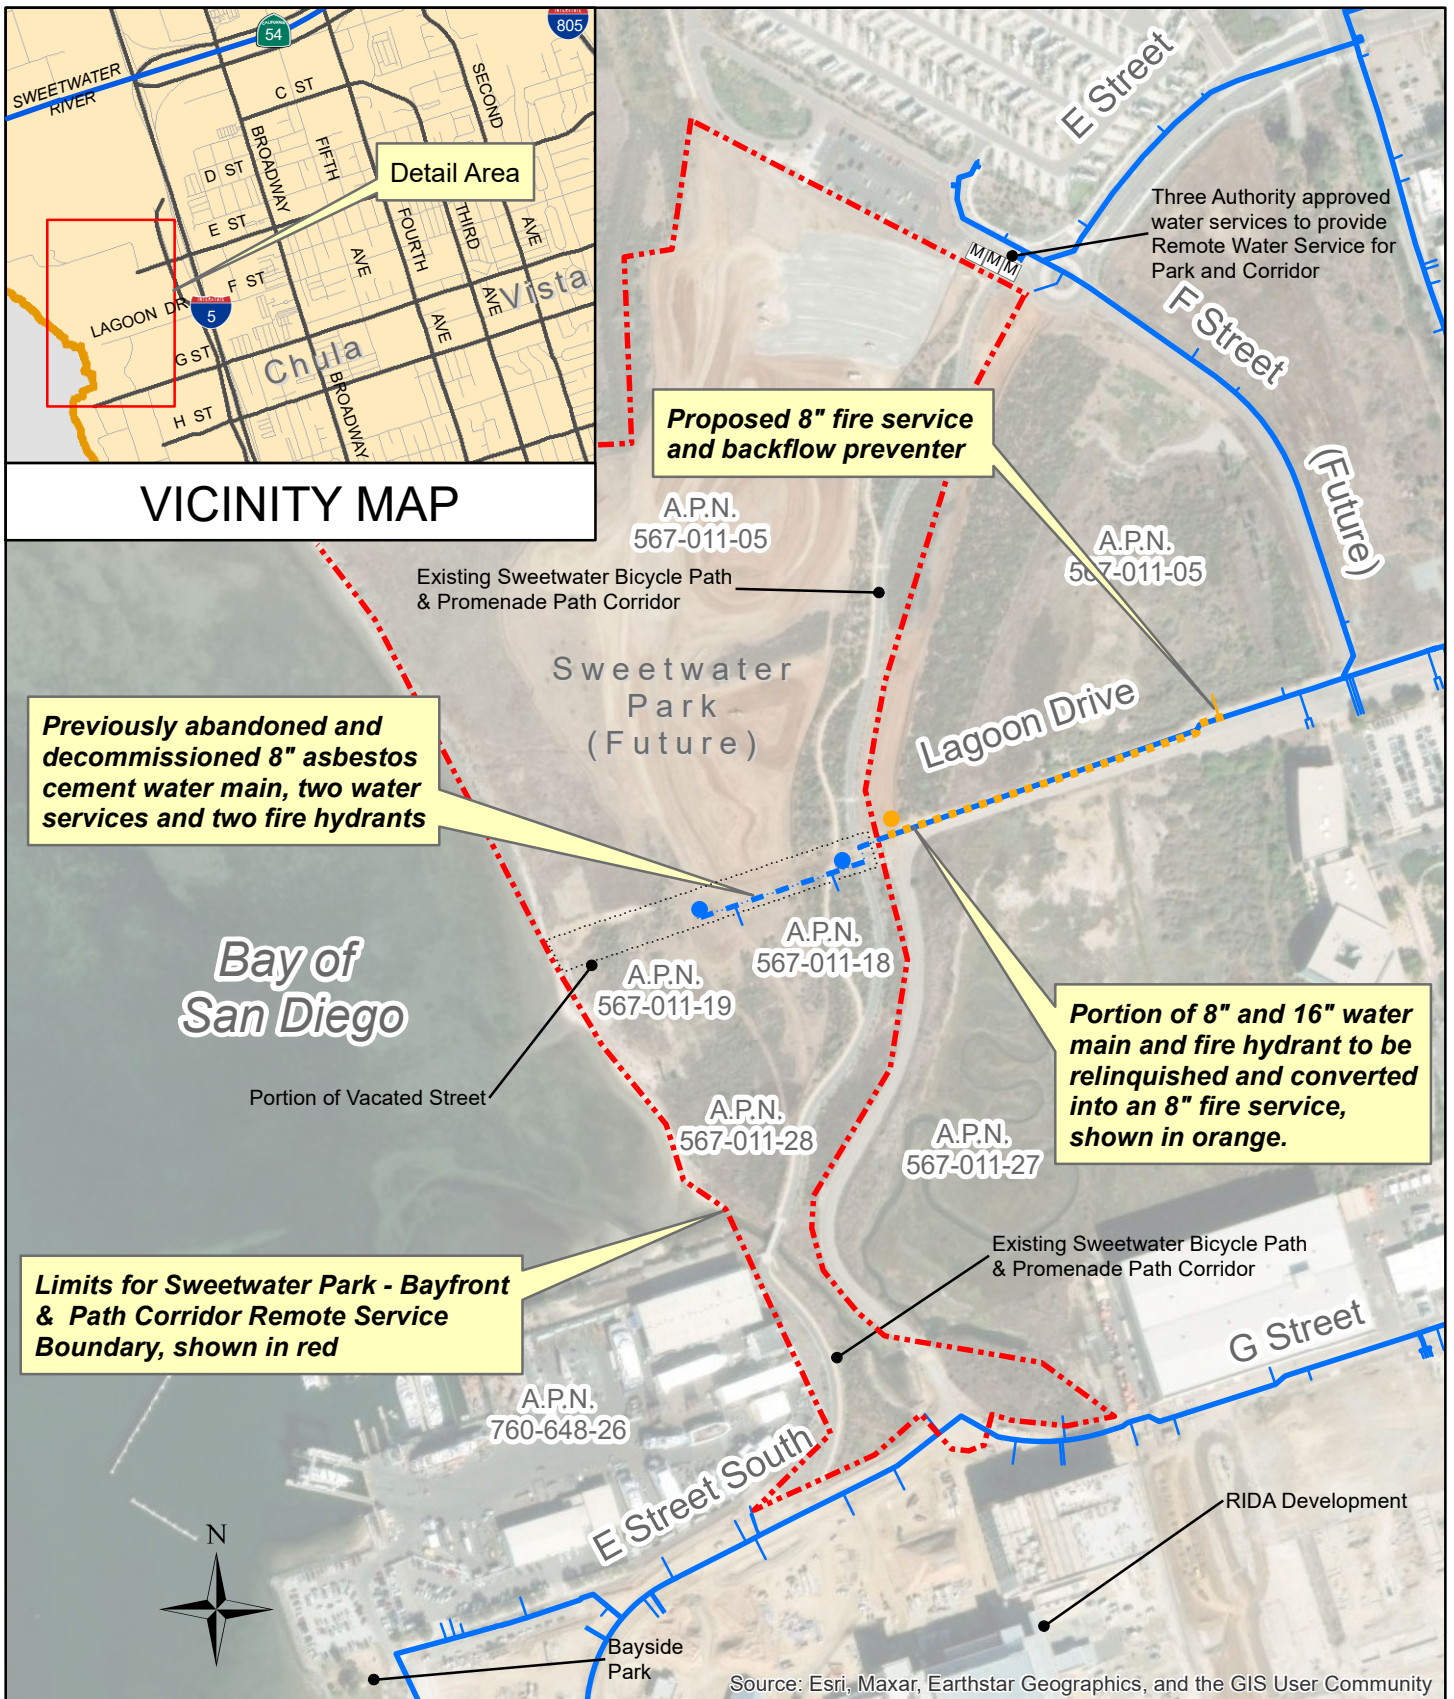 CALIFORNIA
54
INTERSTATE
805
SWEETWATER
RIVER
C ST
SECOND
BROADWAY
FIFTH
D ST
Detail Area
E ST
FOURTH
THIRD
AVE
AVE
F ST
Vista
LAGOON DR
INTERSTATE
5
AVE
AVE
G ST
Chula
H ST
BROADWAY
VICINITY MAP
E Street
Three Authority approved
water services to provide
Remote Water Service for
Park and Corridor
M M M
F Street
(Future)
Proposed 8" fire service
and backflow preventer
A.P.N.
567-011-05
A.P.N.
567-011-05
Existing Sweetwater Bicycle Path
& Promenade Path Corridor
Sweetwater
Park
(Future)
Lagoon Drive
Previously abandoned and
decommissioned 8" asbestos
cement water main, two water
services and two fire hydrants
A.P.N.
567-011-18
A.P.N.
567-011-19
Bay of
San Diego
Portion of 8" and 16" water
main and fire hydrant to be
relinquished and converted
into an 8" fire service,
shown in orange.
Portion of Vacated Street
A.P.N.
567-011-28
A.P.N.
567-011-27
Existing Sweetwater Bicycle Path
& Promenade Path Corridor
Limits for Sweetwater Park - Bayfront
& Path Corridor Remote Service
Boundary, shown in red
G Street
A.P.N.
760-648-26
E Street South
RIDA Development
N
Bayside
Park
Source: Esri, Maxar, Earthstar Geographics, and the GIS User Community